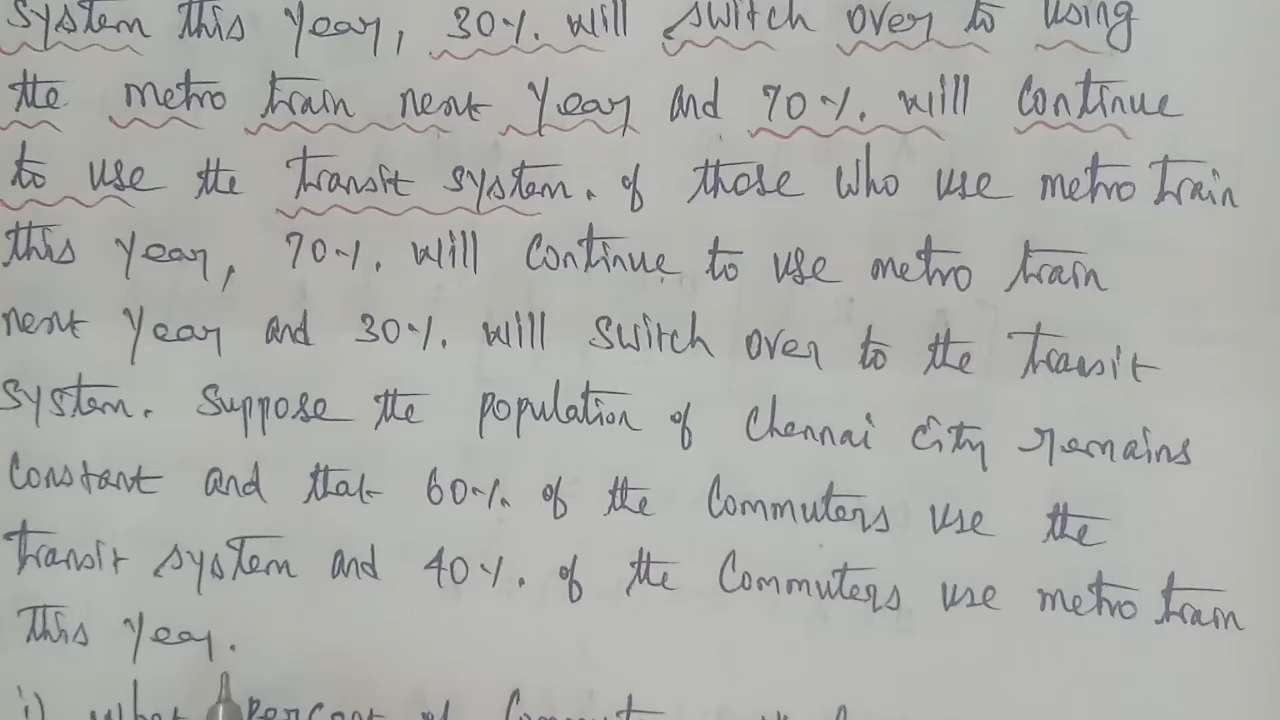 System this Year, 30%. will switch over to using
the metro train next Year and 70%. will continue
to use the transit system. of those who use metro train
this year, 70%. will continue to use metro train
next Year and 30%. will switch over to the transit
system. Suppose the population of Chennai City remains
constant and that 60%. of the commuters use the
transit system and 40%. of the commuters use metro train
This year.
i) What percent of